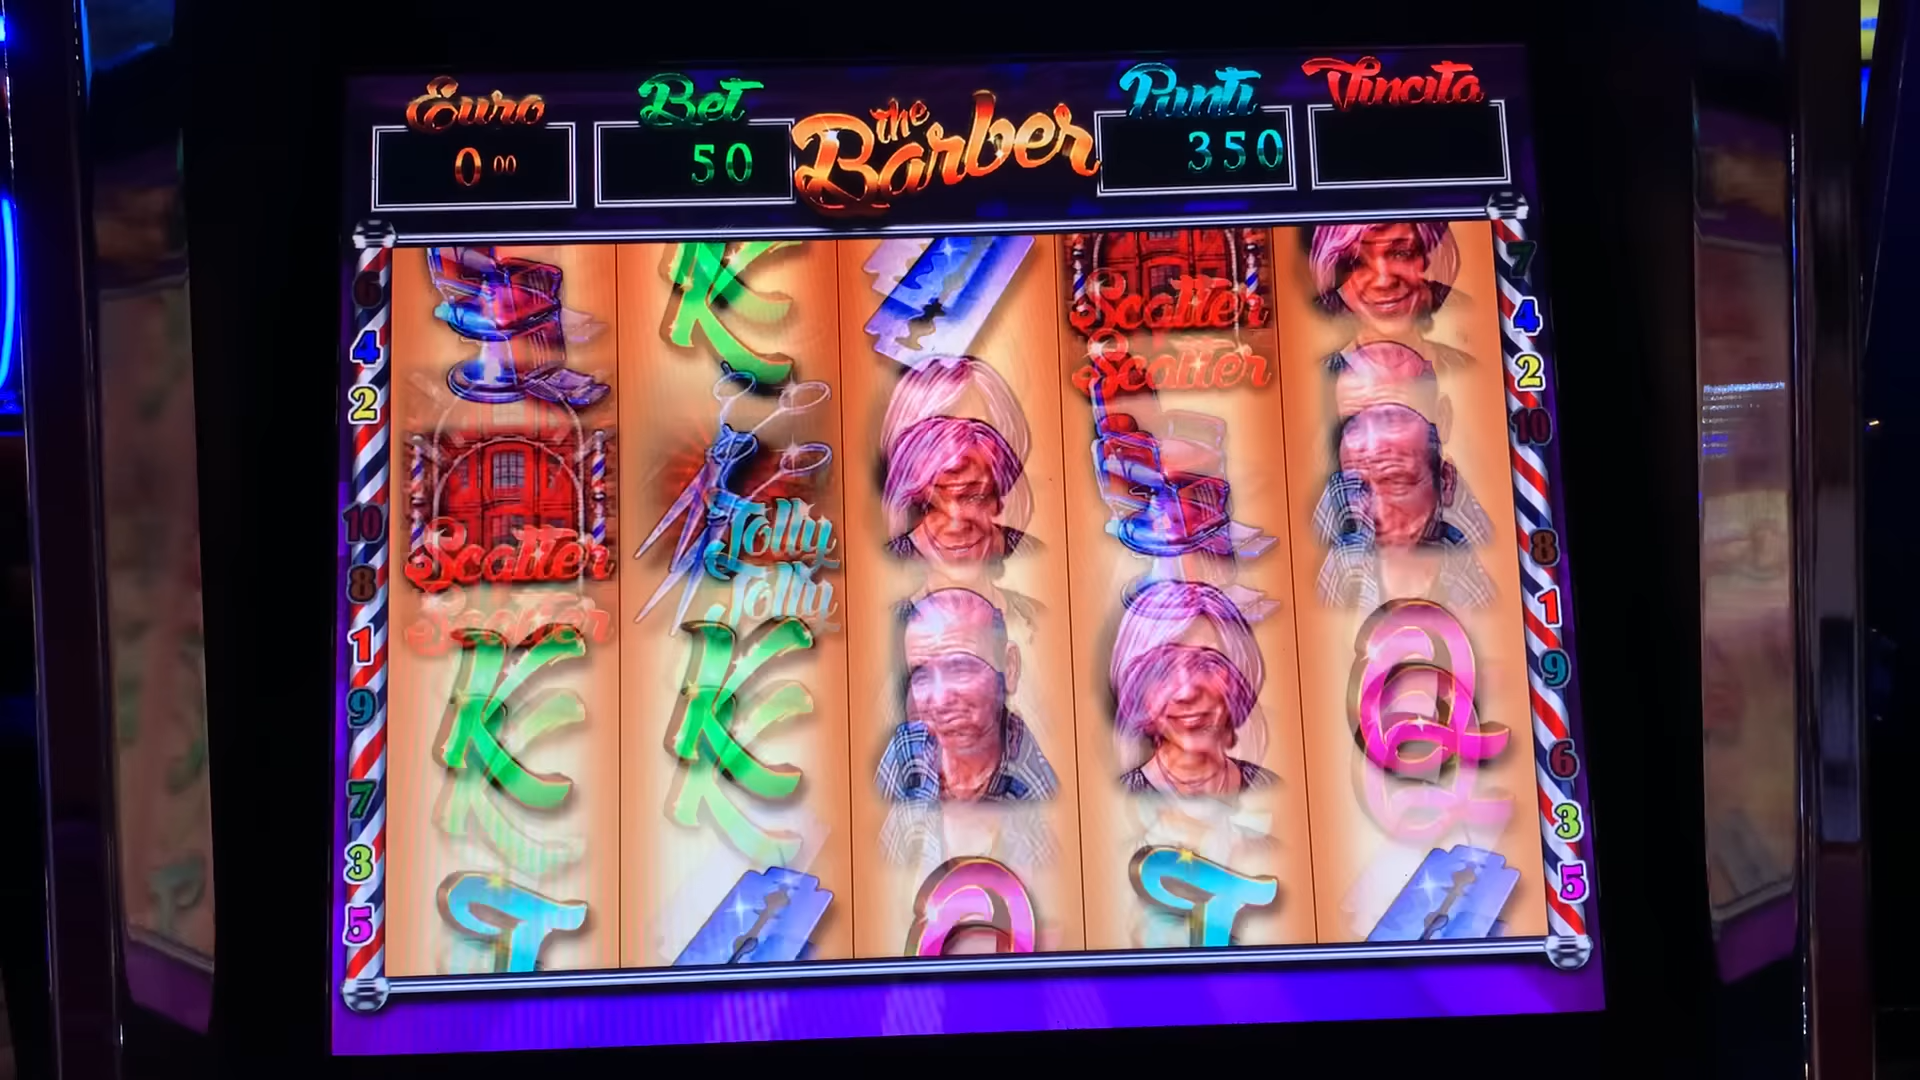 Euro Bet the Barber Punti Vincita
0 00 50 350
K
Scatter
Scatter
Scatter
Jolly
Scatter
Jolly
K K
Q
6 7
4 4
2 2
10 10
8 8
1 1
9 9
7 6
3 3
5 5